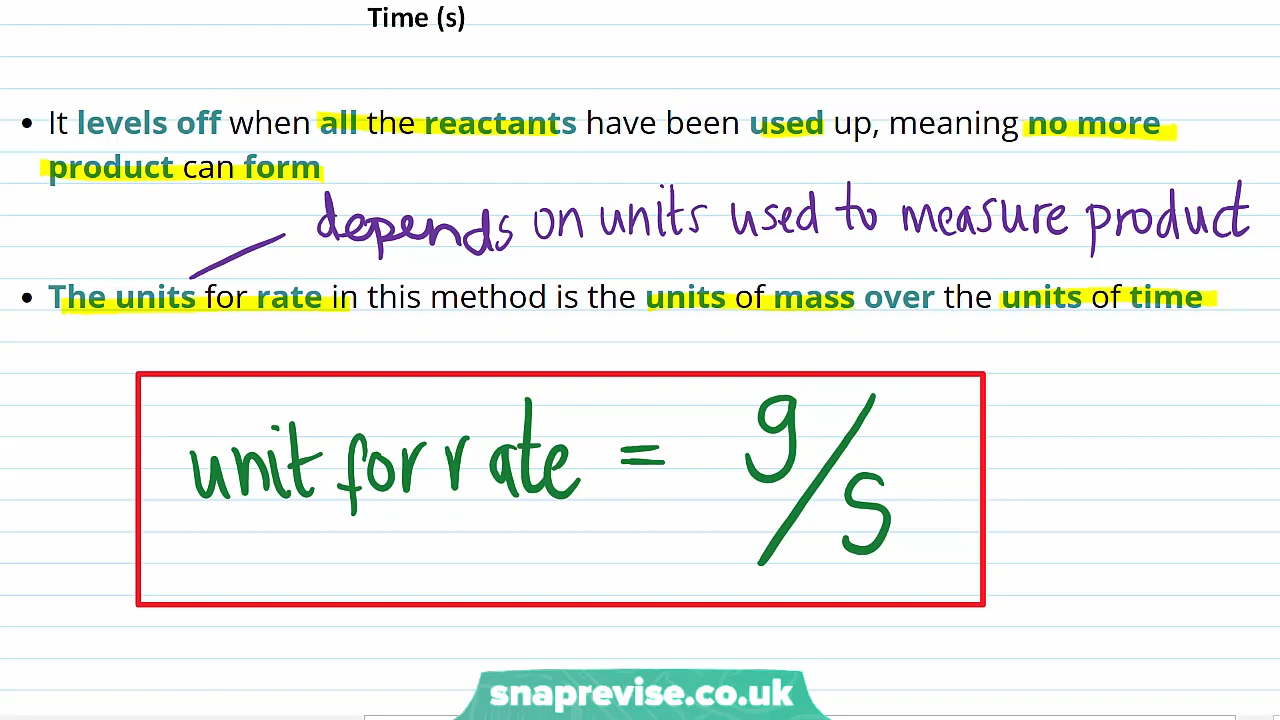 Time (s)
• It levels off when all the reactants have been used up, meaning no more
product can form
depends on units used to measure product
• The units for rate in this method is the units of mass over the units of time
unit for rate = g/s
snaprevise.co.uk